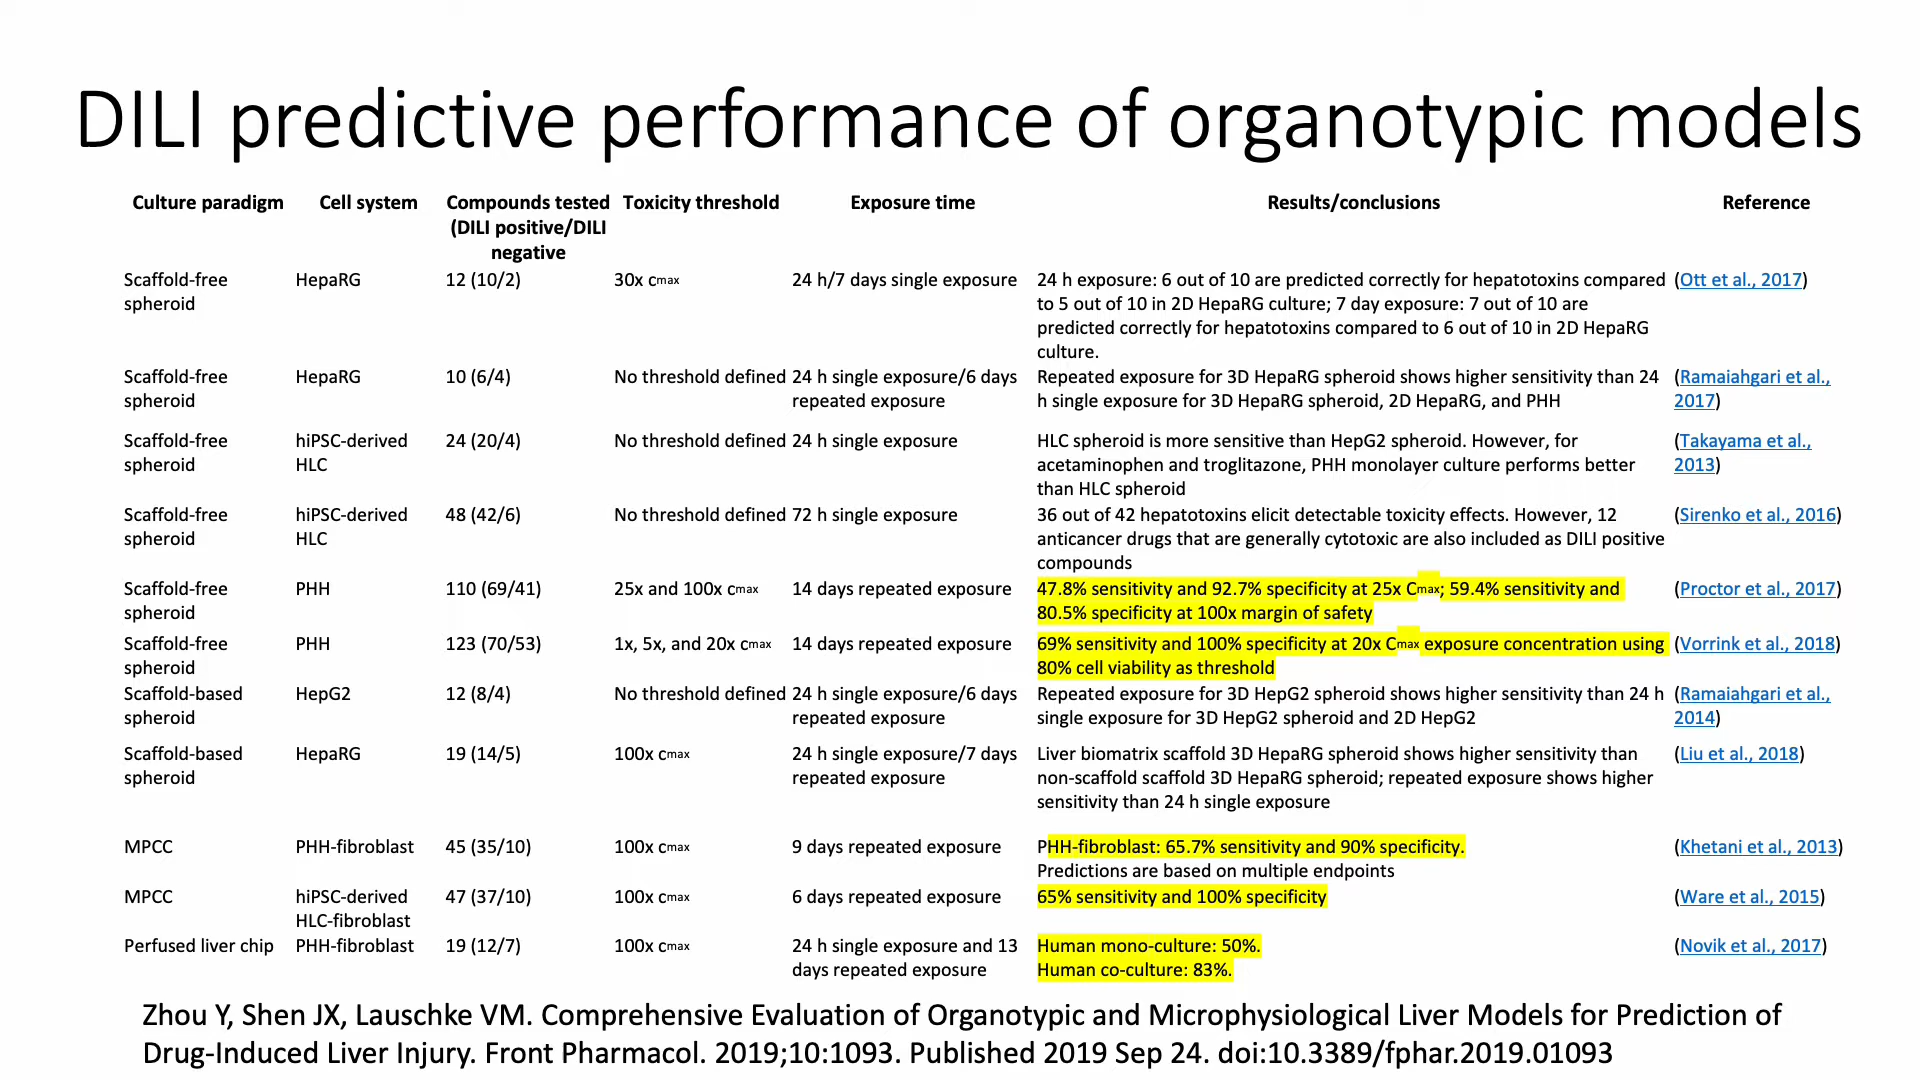 DILI predictive performance of organotypic models
Culture paradigm Cell system Compounds tested Toxicity threshold Exposure time Results/conclusions Reference
(DILI positive/DILI
negative
Scaffold-free HepaRG 12 (10/2) 30x cmax 24 h/7 days single exposure 24 h exposure: 6 out of 10 are predicted correctly for hepatotoxins compared (Ott et al., 2017)
spheroid to 5 out of 10 in 2D HepaRG culture; 7 day exposure: 7 out of 10 are
predicted correctly for hepatotoxins compared to 6 out of 10 in 2D HepaRG
culture.
Scaffold-free HepaRG 10 (6/4) No threshold defined 24 h single exposure/6 days Repeated exposure for 3D HepaRG spheroid shows higher sensitivity than 24 (Ramaiahgari et al.,
spheroid repeated exposure h single exposure for 3D HepaRG spheroid, 2D HepaRG, and PHH 2017)
Scaffold-free hiPSC-derived 24 (20/4) No threshold defined 24 h single exposure HLC spheroid is more sensitive than HepG2 spheroid. However, for (Takayama et al.,
spheroid HLC acetaminophen and troglitazone, PHH monolayer culture performs better 2013)
than HLC spheroid
Scaffold-free hiPSC-derived 48 (42/6) No threshold defined 72 h single exposure 36 out of 42 hepatotoxins elicit detectable toxicity effects. However, 12 (Sirenko et al., 2016)
spheroid HLC anticancer drugs that are generally cytotoxic are also included as DILI positive
compounds
Scaffold-free PHH 110 (69/41) 25x and 100x cmax 14 days repeated exposure 47.8% sensitivity and 92.7% specificity at 25x Cmax; 59.4% sensitivity and (Proctor et al., 2017)
spheroid 80.5% specificity at 100x margin of safety
Scaffold-free PHH 123 (70/53) 1x, 5x, and 20x cmax 14 days repeated exposure 69% sensitivity and 100% specificity at 20x Cmax exposure concentration using (Vorrink et al., 2018)
spheroid 80% cell viability as threshold
Scaffold-based HepG2 12 (8/4) No threshold defined 24 h single exposure/6 days Repeated exposure for 3D HepG2 spheroid shows higher sensitivity than 24 h (Ramaiahgari et al.,
spheroid repeated exposure single exposure for 3D HepG2 spheroid and 2D HepG2 2014)
Scaffold-based HepaRG 19 (14/5) 100x cmax 24 h single exposure/7 days Liver biomatrix scaffold 3D HepaRG spheroid shows higher sensitivity than (Liu et al., 2018)
spheroid repeated exposure non-scaffold scaffold 3D HepaRG spheroid; repeated exposure shows higher
sensitivity than 24 h single exposure
MPCC PHH-fibroblast 45 (35/10) 100x cmax 9 days repeated exposure PHH-fibroblast: 65.7% sensitivity and 90% specificity. (Khetani et al., 2013)
Predictions are based on multiple endpoints
MPCC hiPSC-derived 47 (37/10) 100x cmax 6 days repeated exposure 65% sensitivity and 100% specificity (Ware et al., 2015)
HLC-fibroblast
Perfused liver chip PHH-fibroblast 19 (12/7) 100x cmax 24 h single exposure and 13 Human mono-culture: 50%. (Novik et al., 2017)
days repeated exposure Human co-culture: 83%.
Zhou Y, Shen JX, Lauschke VM. Comprehensive Evaluation of Organotypic and Microphysiological Liver Models for Prediction of
Drug-Induced Liver Injury. Front Pharmacol. 2019;10:1093. Published 2019 Sep 24. doi:10.3389/fphar.2019.01093